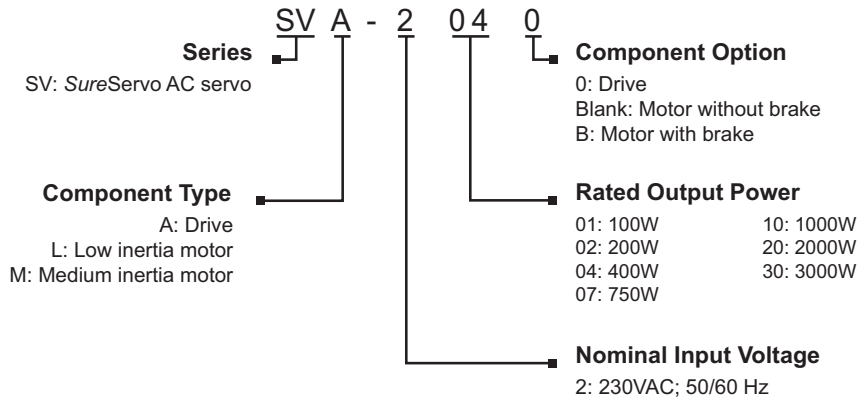 SVA - 2 04 0
Series
SV: SureServo AC servo
Component Type
A: Drive
L: Low inertia motor
M: Medium inertia motor
Component Option
0: Drive
Blank: Motor without brake
B: Motor with brake
Rated Output Power
01: 100W 10: 1000W
02: 200W 20: 2000W
04: 400W 30: 3000W
07: 750W
Nominal Input Voltage
2: 230VAC; 50/60 Hz